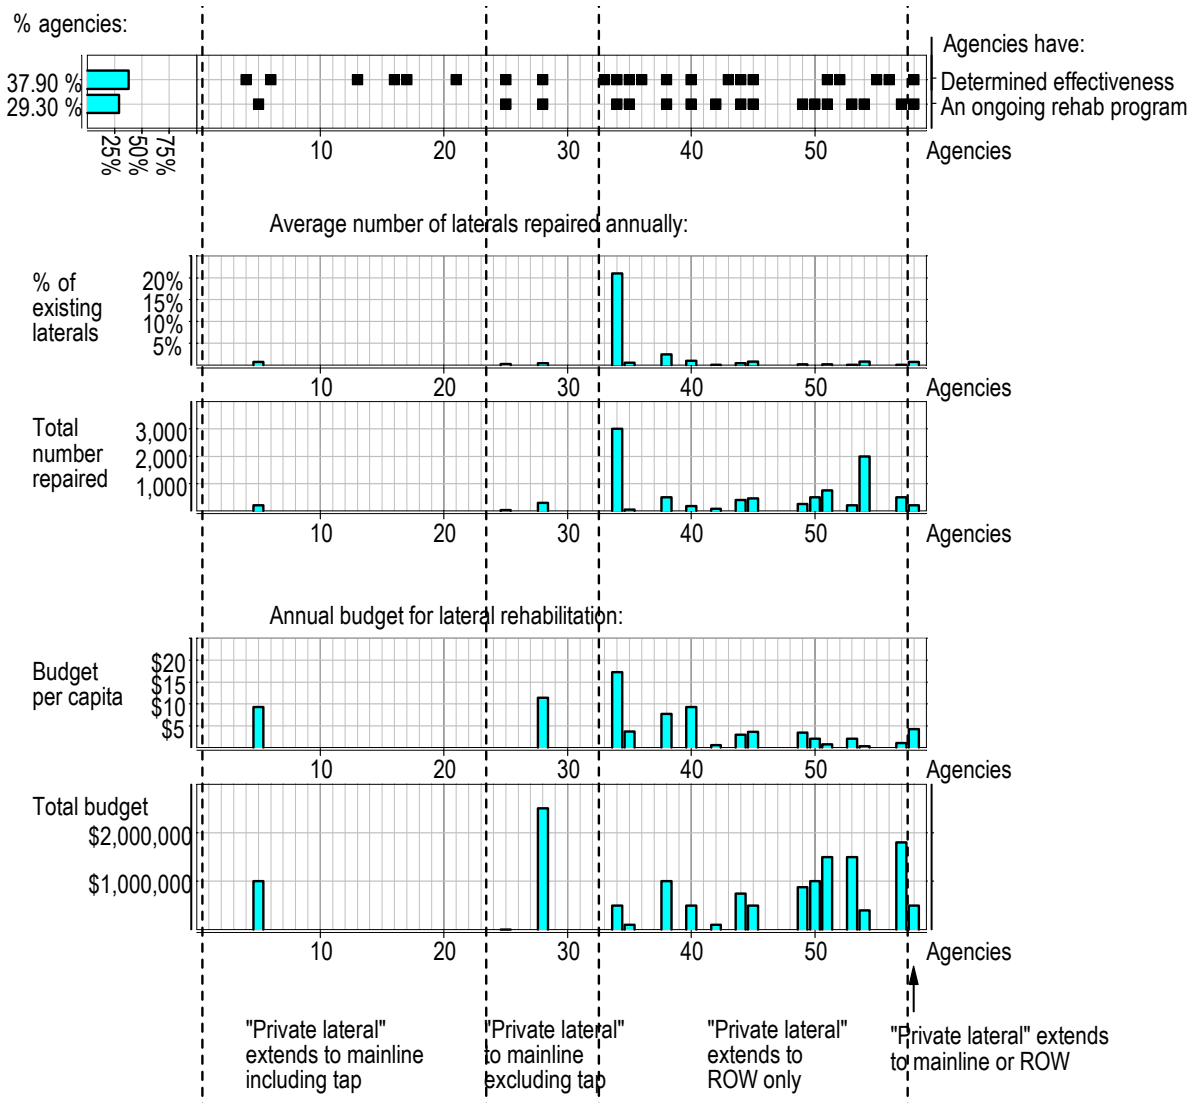 % agencies:
Agencies have:
37.90 %
Determined effectiveness
29.30 %
An ongoing rehab program
25%
50%
75%
10 20 30 40 50 Agencies
Average number of laterals repaired annually:
% of
existing
laterals
20%
15%
10%
5%
10 20 30 40 50 Agencies
Total
number
repaired
3,000
2,000
1,000
10 20 30 40 50 Agencies
Annual budget for lateral rehabilitation:
Budget
per capita
$20
$15
$10
$5
10 20 30 40 50 Agencies
Total budget
$2,000,000
$1,000,000
10 20 30 40 50 Agencies
"Private lateral"
extends to mainline
including tap
"Private lateral"
to mainline
excluding tap
"Private lateral"
extends to
ROW only
"Private lateral" extends
to mainline or ROW